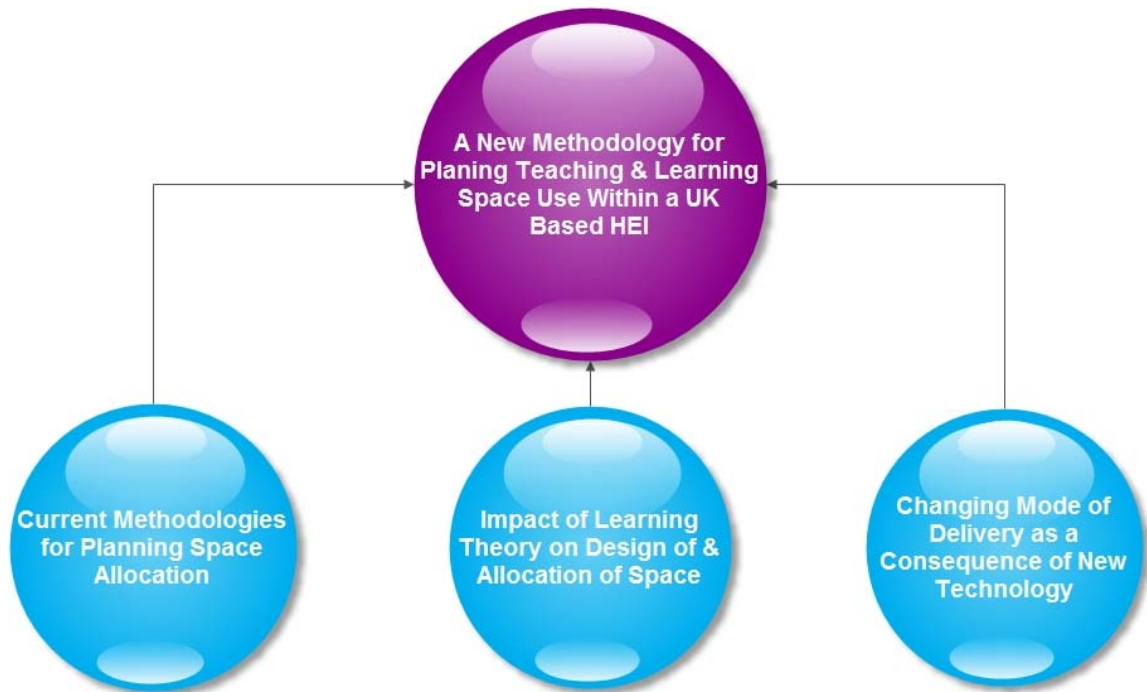 A New Methodology for
Planing Teaching & Learning
Space Use Within a UK
Based HEI
Current Methodologies
for Planning Space
Allocation
Impact of Learning
Theory on Design of &
Allocation of Space
Changing Mode of
Delivery as a
Consequence of New
Technology